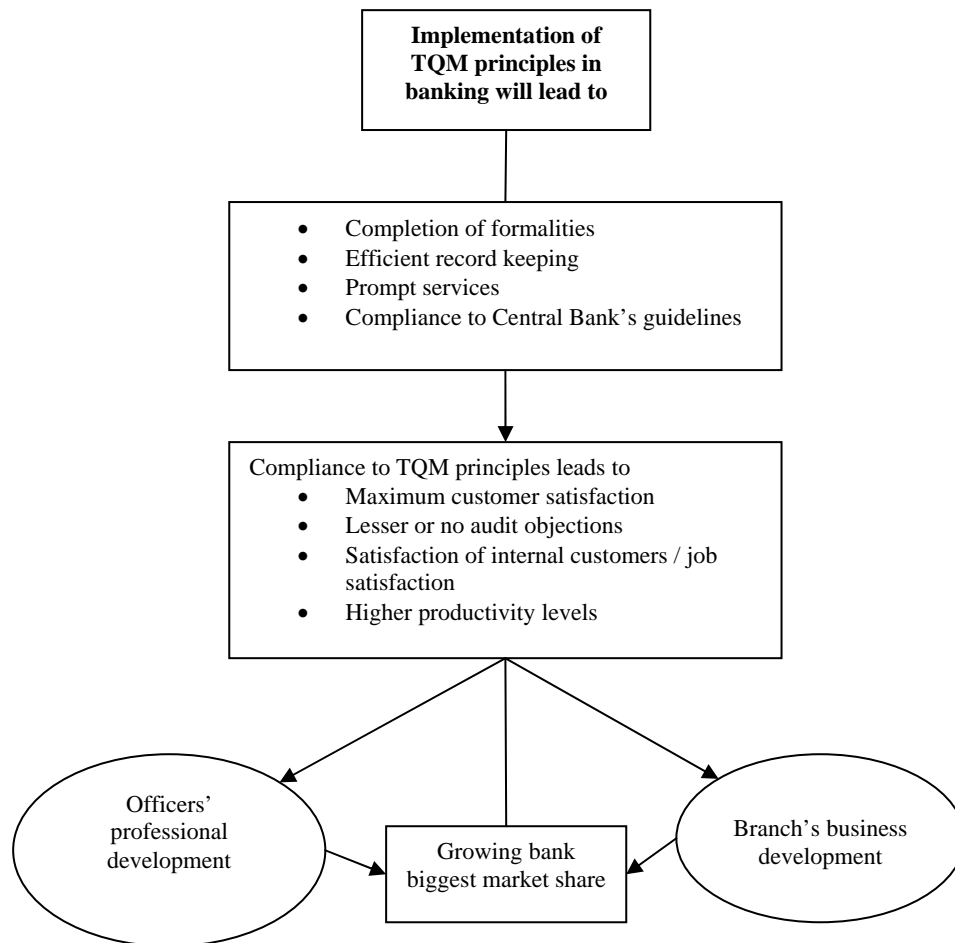 Implementation of
TQM principles in
banking will lead to
• Completion of formalities
• Efficient record keeping
• Prompt services
• Compliance to Central Bank’s guidelines
Compliance to TQM principles leads to
• Maximum customer satisfaction
• Lesser or no audit objections
• Satisfaction of internal customers / job
satisfaction
• Higher productivity levels
Officers’
professional
development
Growing bank
biggest market share
Branch’s business
development